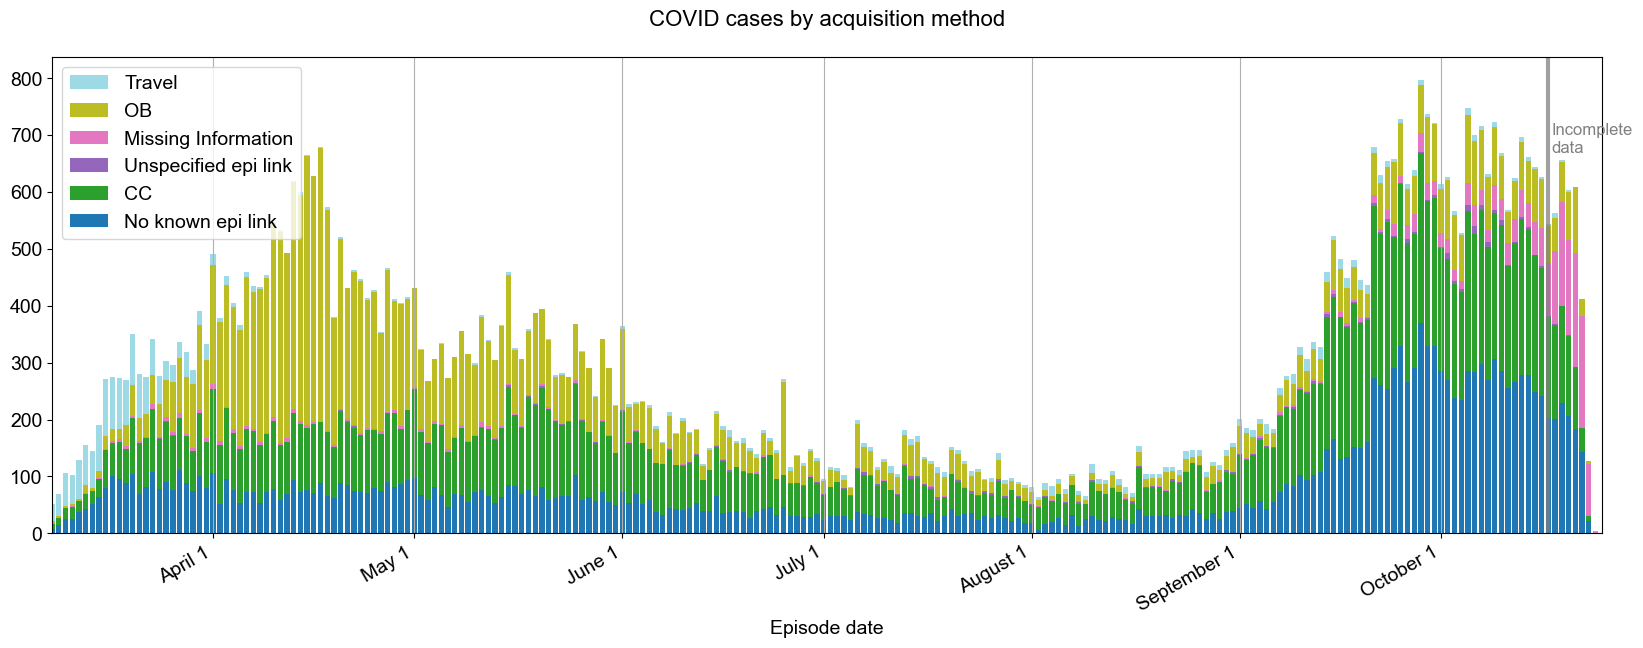 COVID cases by acquisition method
800
700
600
500
400
300
200
100
0
Travel
OB
Missing Information
Unspecified epi link
CC
No known epi link
Incomplete
data
April 1
May 1
June 1
July 1
August 1
September 1
October 1
Episode date